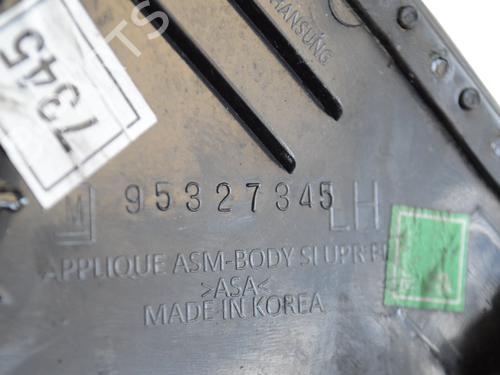 HANSUNG
7345
M 95327345 LH
APPLIQUE ASM-BODY SI UPR
>ASA<
MADE IN KOREA